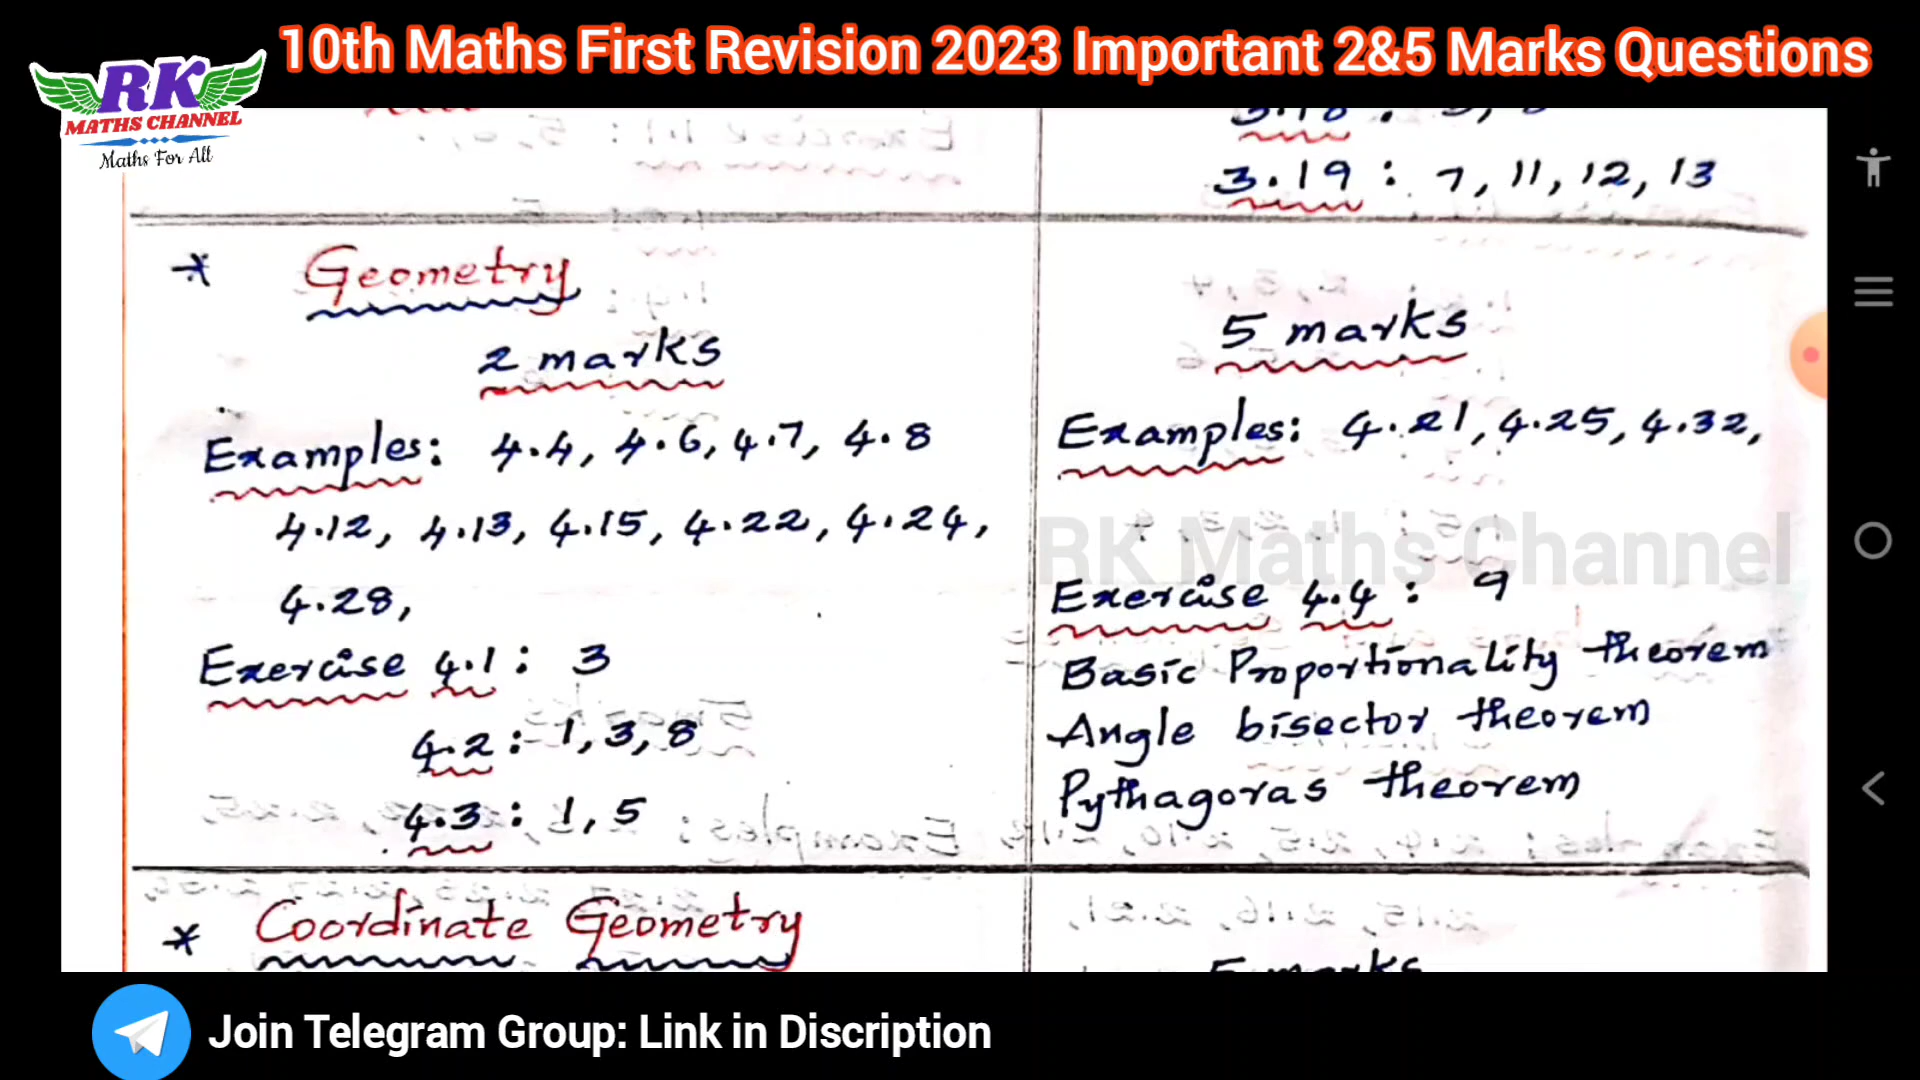 10th Maths First Revision 2023 Important 2&5 Marks Questions
RK
MATHS CHANNEL
Maths For All
3.19 : 7, 11, 12, 13
* Geometry
2 marks
Examples: 4.4, 4.6, 4.7, 4.8
4.12, 4.13, 4.15, 4.22, 4.24,
4.28,
Exercise 4.1 : 3
4.2 : 1, 3, 8
4.3 : 1, 5
5 marks
Examples: 4.21, 4.25, 4.32,
RK Maths Channel
Exercise 4.4 : 9
Basic Proportionality theorem
Angle bisector theorem
Pythagoras theorem
* Coordinate Geometry
5 marks
Join Telegram Group: Link in Discription